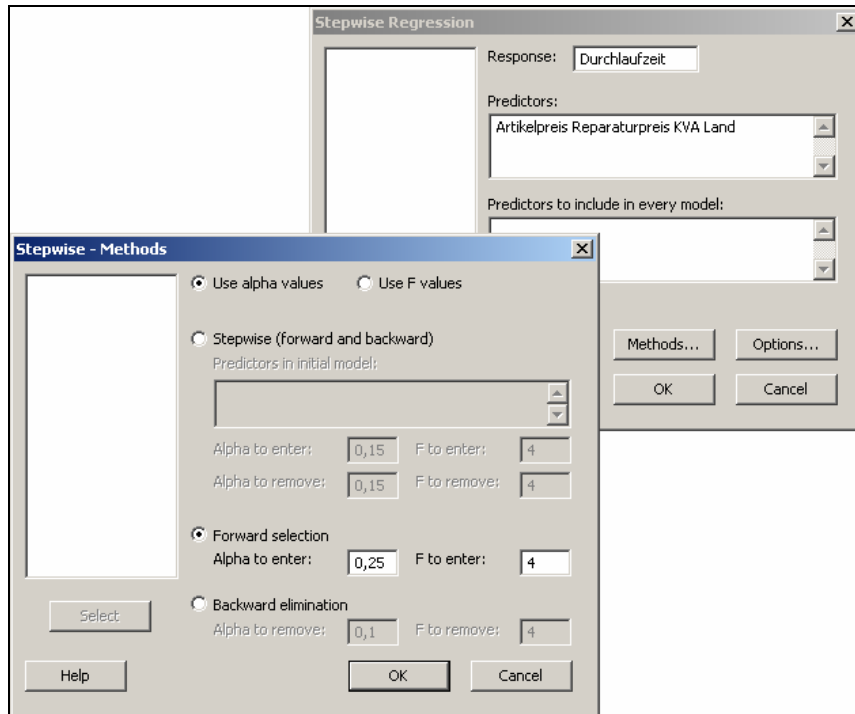 Stepwise Regression
Response: Durchlaufzeit
Predictors:
Artikelpreis Reparaturpreis KVA Land
Predictors to include in every model:
Methods... Options...
OK Cancel
Stepwise - Methods
Use alpha values Use F values
Stepwise (forward and backward)
Predictors in initial model:
Alpha to enter: 0,15 F to enter: 4
Alpha to remove: 0,15 F to remove: 4
Forward selection
Alpha to enter: 0,25 F to enter: 4
Backward elimination
Alpha to remove: 0,1 F to remove: 4
Select
Help OK Cancel